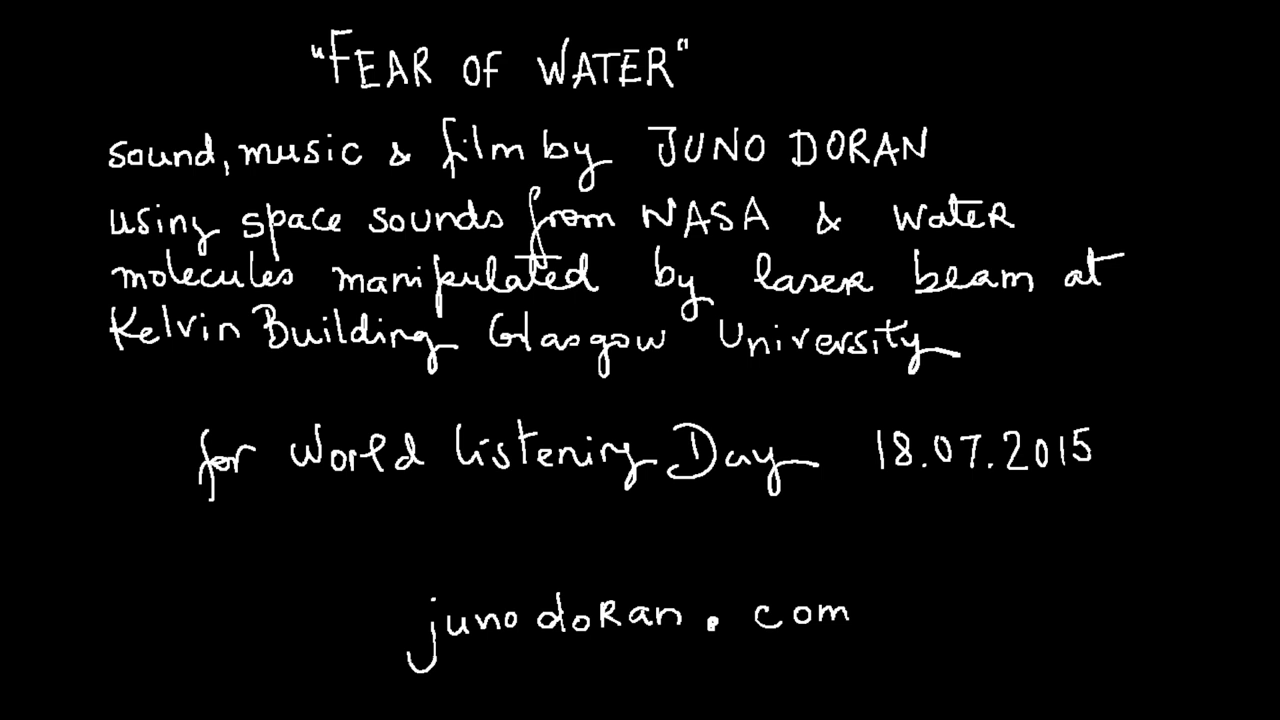 "FEAR OF WATER"
sound, music & film by JUNO DORAN
using space sounds from NASA & water
molecules manipulated by laser beam at
Kelvin Building Glasgow University
for World Listening Day 18.07.2015
junodoran.com